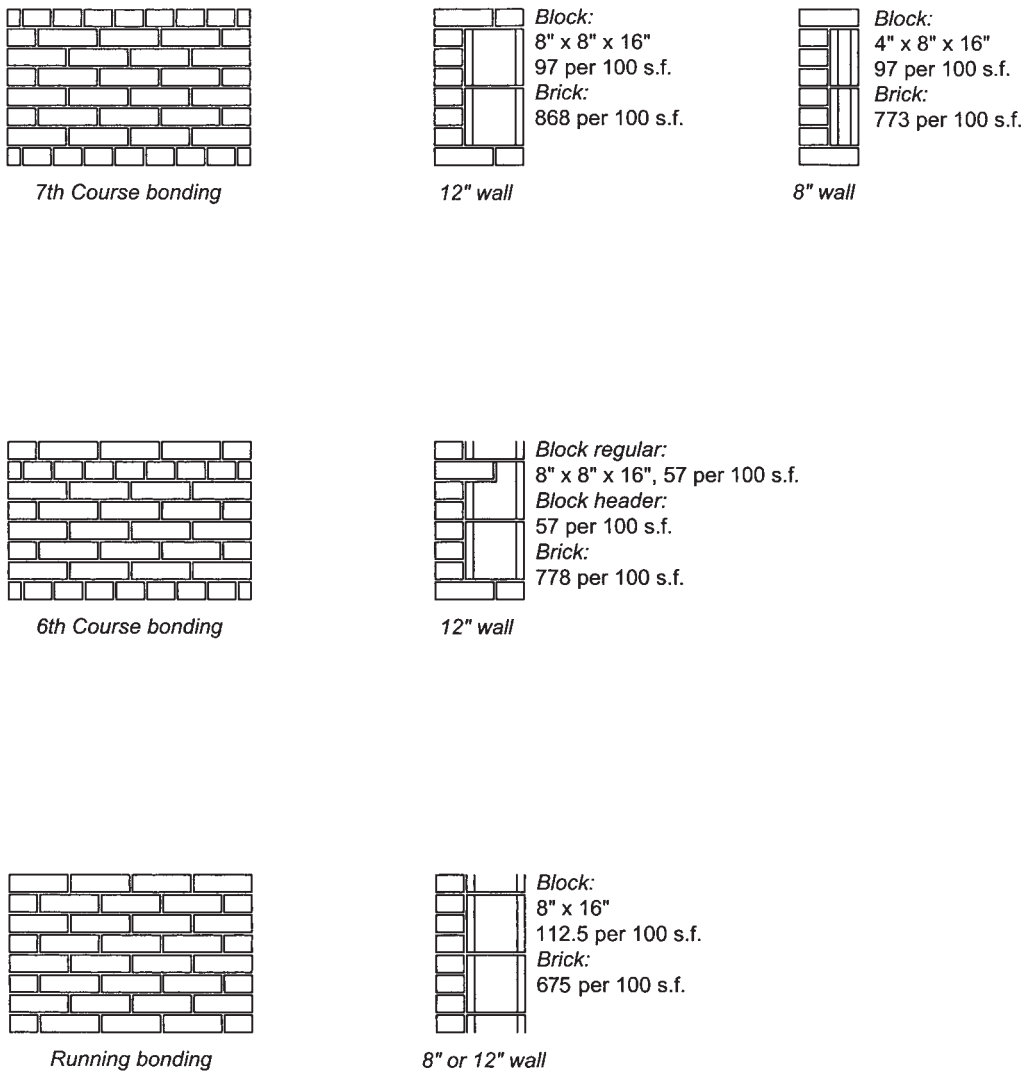 Block:
8" x 8" x 16"
97 per 100 s.f.
Brick:
868 per 100 s.f.
Block:
4" x 8" x 16"
97 per 100 s.f.
Brick:
773 per 100 s.f.
7th Course bonding
12" wall
8" wall
Block regular:
8" x 8" x 16", 57 per 100 s.f.
Block header:
57 per 100 s.f.
Brick:
778 per 100 s.f.
6th Course bonding
12" wall
Block:
8" x 16"
112.5 per 100 s.f.
Brick:
675 per 100 s.f.
Running bonding
8" or 12" wall